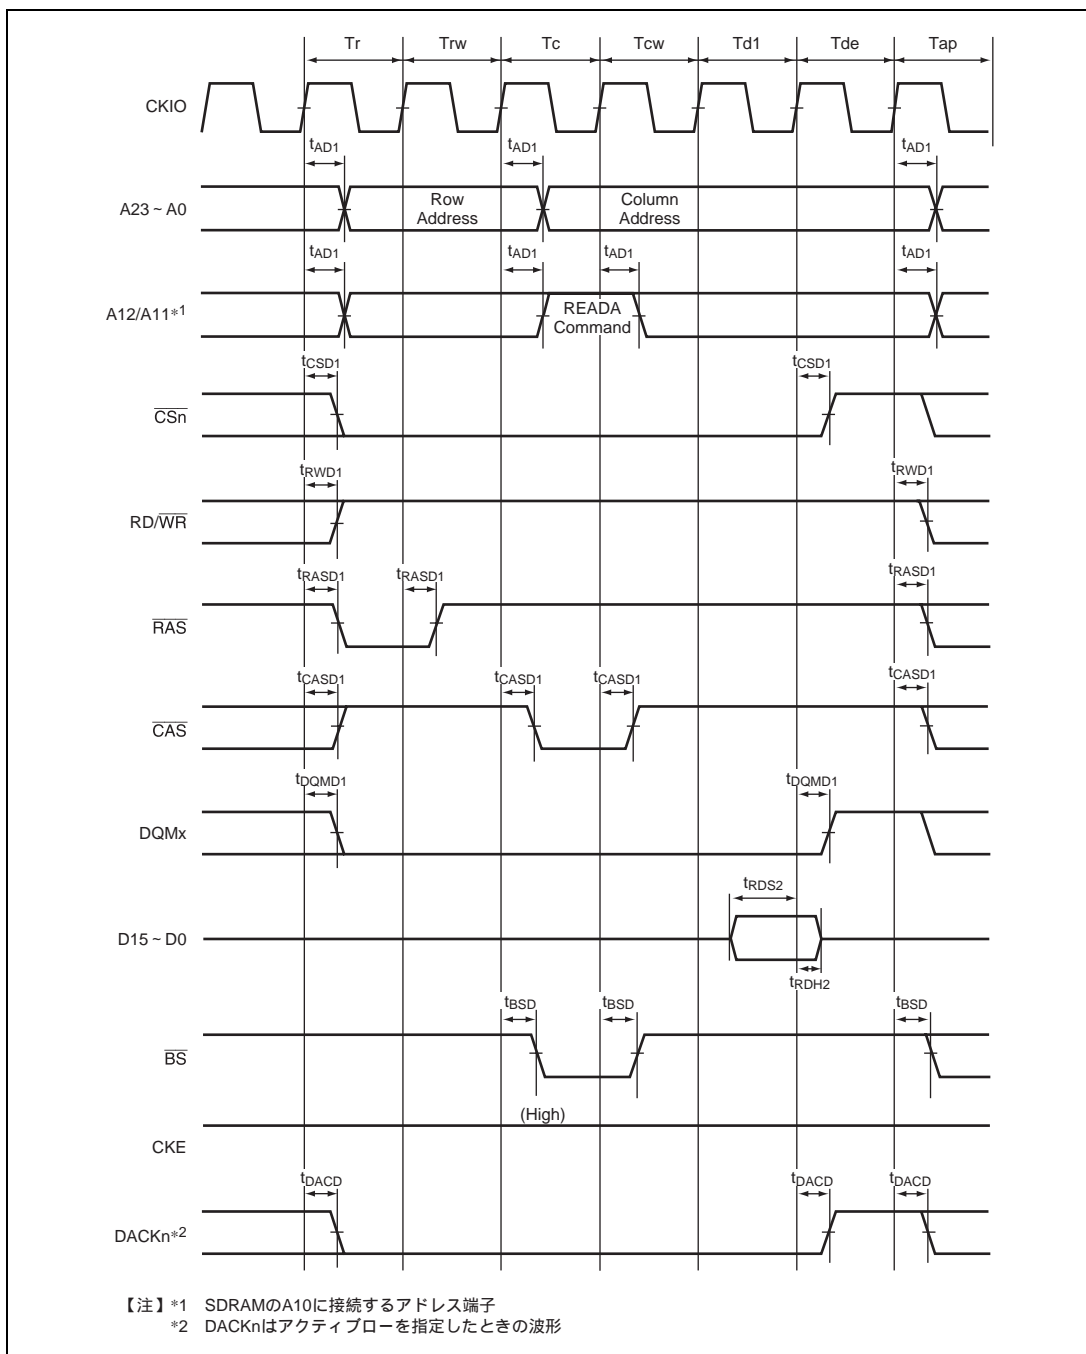 Tr Trw Tc Tcw Td1 Tde Tap
CKIO
tAD1 tAD1 tAD1
A23 ~ A0 Row Address Column Address
tAD1 tAD1 tAD1 tAD1
A12/A11*1 READA Command
tCSD1 tCSD1
CSn
tRWD1 tRWD1
RD/WR
tRASD1 tRASD1 tRASD1
RAS
tCASD1 tCASD1 tCASD1 tCASD1
CAS
tDQMD1 tDQMD1
DQMx
tRDS2
D15 ~ D0
tRDH2
tBSD tBSD tBSD
BS
(High)
CKE
tDACD tDACD tDACD
DACKn*2
【注】*1 SDRAMのA10に接続するアドレス端子
*2 DACKnはアクティブローを指定したときの波形